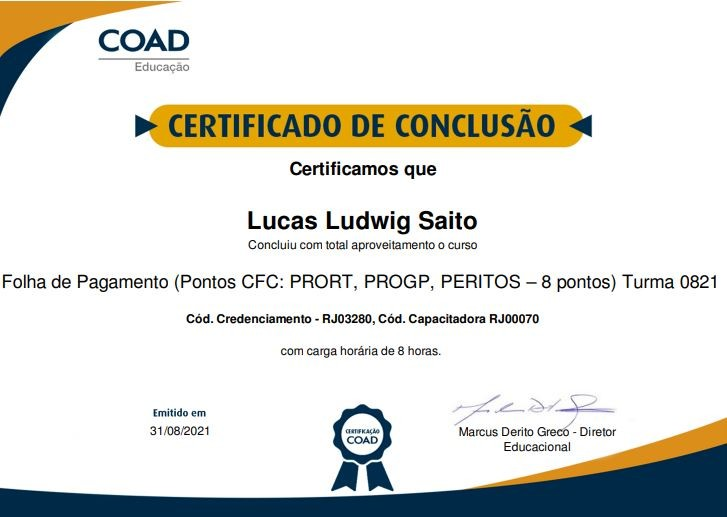 COAD
Educação
CERTIFICADO DE CONCLUSÃO
Certificamos que
Lucas Ludwig Saito
Concluiu com total aproveitamento o curso
Folha de Pagamento (Pontos CFC: PRORT, PROGP, PERITOS – 8 pontos) Turma 0821
Cód. Credenciamento - RJ03280, Cód. Capacitadora RJ00070
com carga horária de 8 horas.
Emitido em
31/08/2021
CERTIFICAÇÃO
COAD
Marcus Derito Greco - Diretor
Educacional